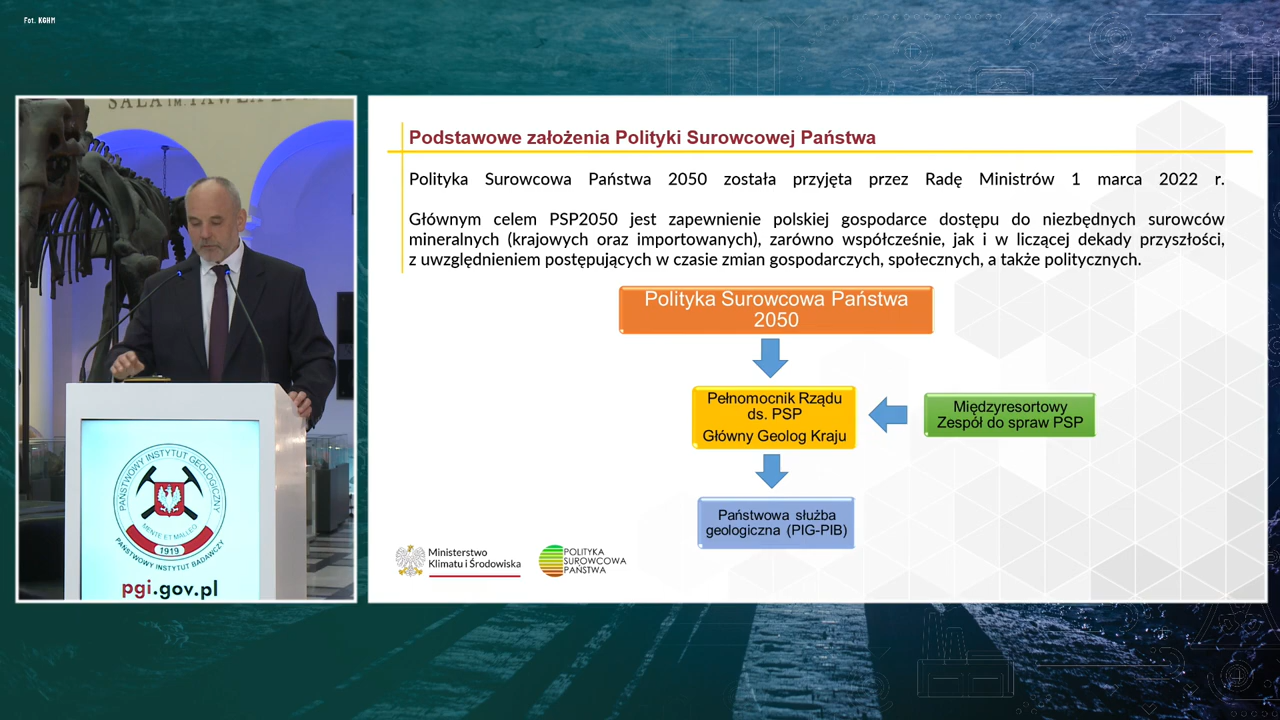 Fot. KGHM
SALA IM. PAWŁA
PAŃSTWOWY INSTYTUT GEOLOGICZNY
MENTE ET MALLEO
1919
PAŃSTWOWY INSTYTUT BADAWCZY
pgi.gov.pl
Podstawowe założenia Polityki Surowcowej Państwa
Polityka Surowcowa Państwa 2050 została przyjęta przez Radę Ministrów 1 marca 2022 r.
Głównym celem PSP2050 jest zapewnienie polskiej gospodarce dostępu do niezbędnych surowców
mineralnych (krajowych oraz importowanych), zarówno współcześnie, jak i w liczącej dekady przyszłości,
z uwzględnieniem postępujących w czasie zmian gospodarczych, społecznych, a także politycznych.
Polityka Surowcowa Państwa
2050
Pełnomocnik Rządu
ds. PSP
Główny Geolog Kraju
Międzyresortowy
Zespół do spraw PSP
Państwowa służba
geologiczna (PIG-PIB)
Ministerstwo
Klimatu i Środowiska
POLITYKA
SUROWCOWA
PAŃSTWA